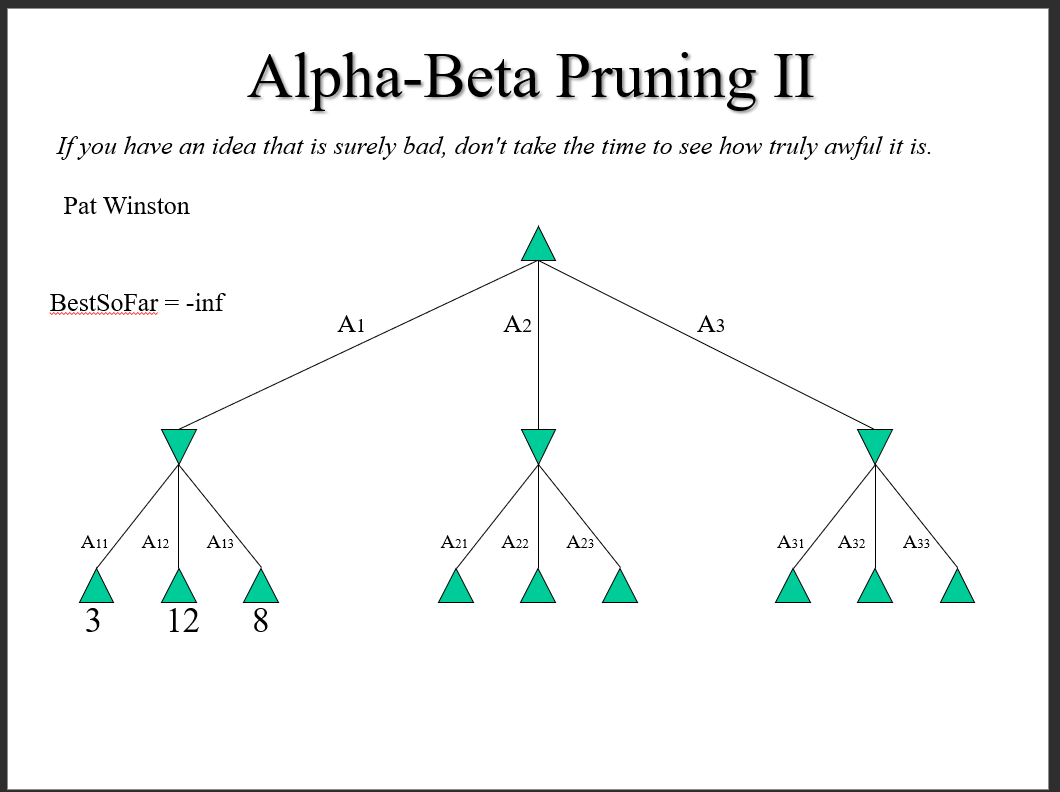 Alpha-Beta Pruning II
If you have an idea that is surely bad, don't take the time to see how truly awful it is.
Pat Winston
BestSoFar = -inf
A1 A2 A3
A11 A12 A13 A21 A22 A23 A31 A32 A33
3 12 8